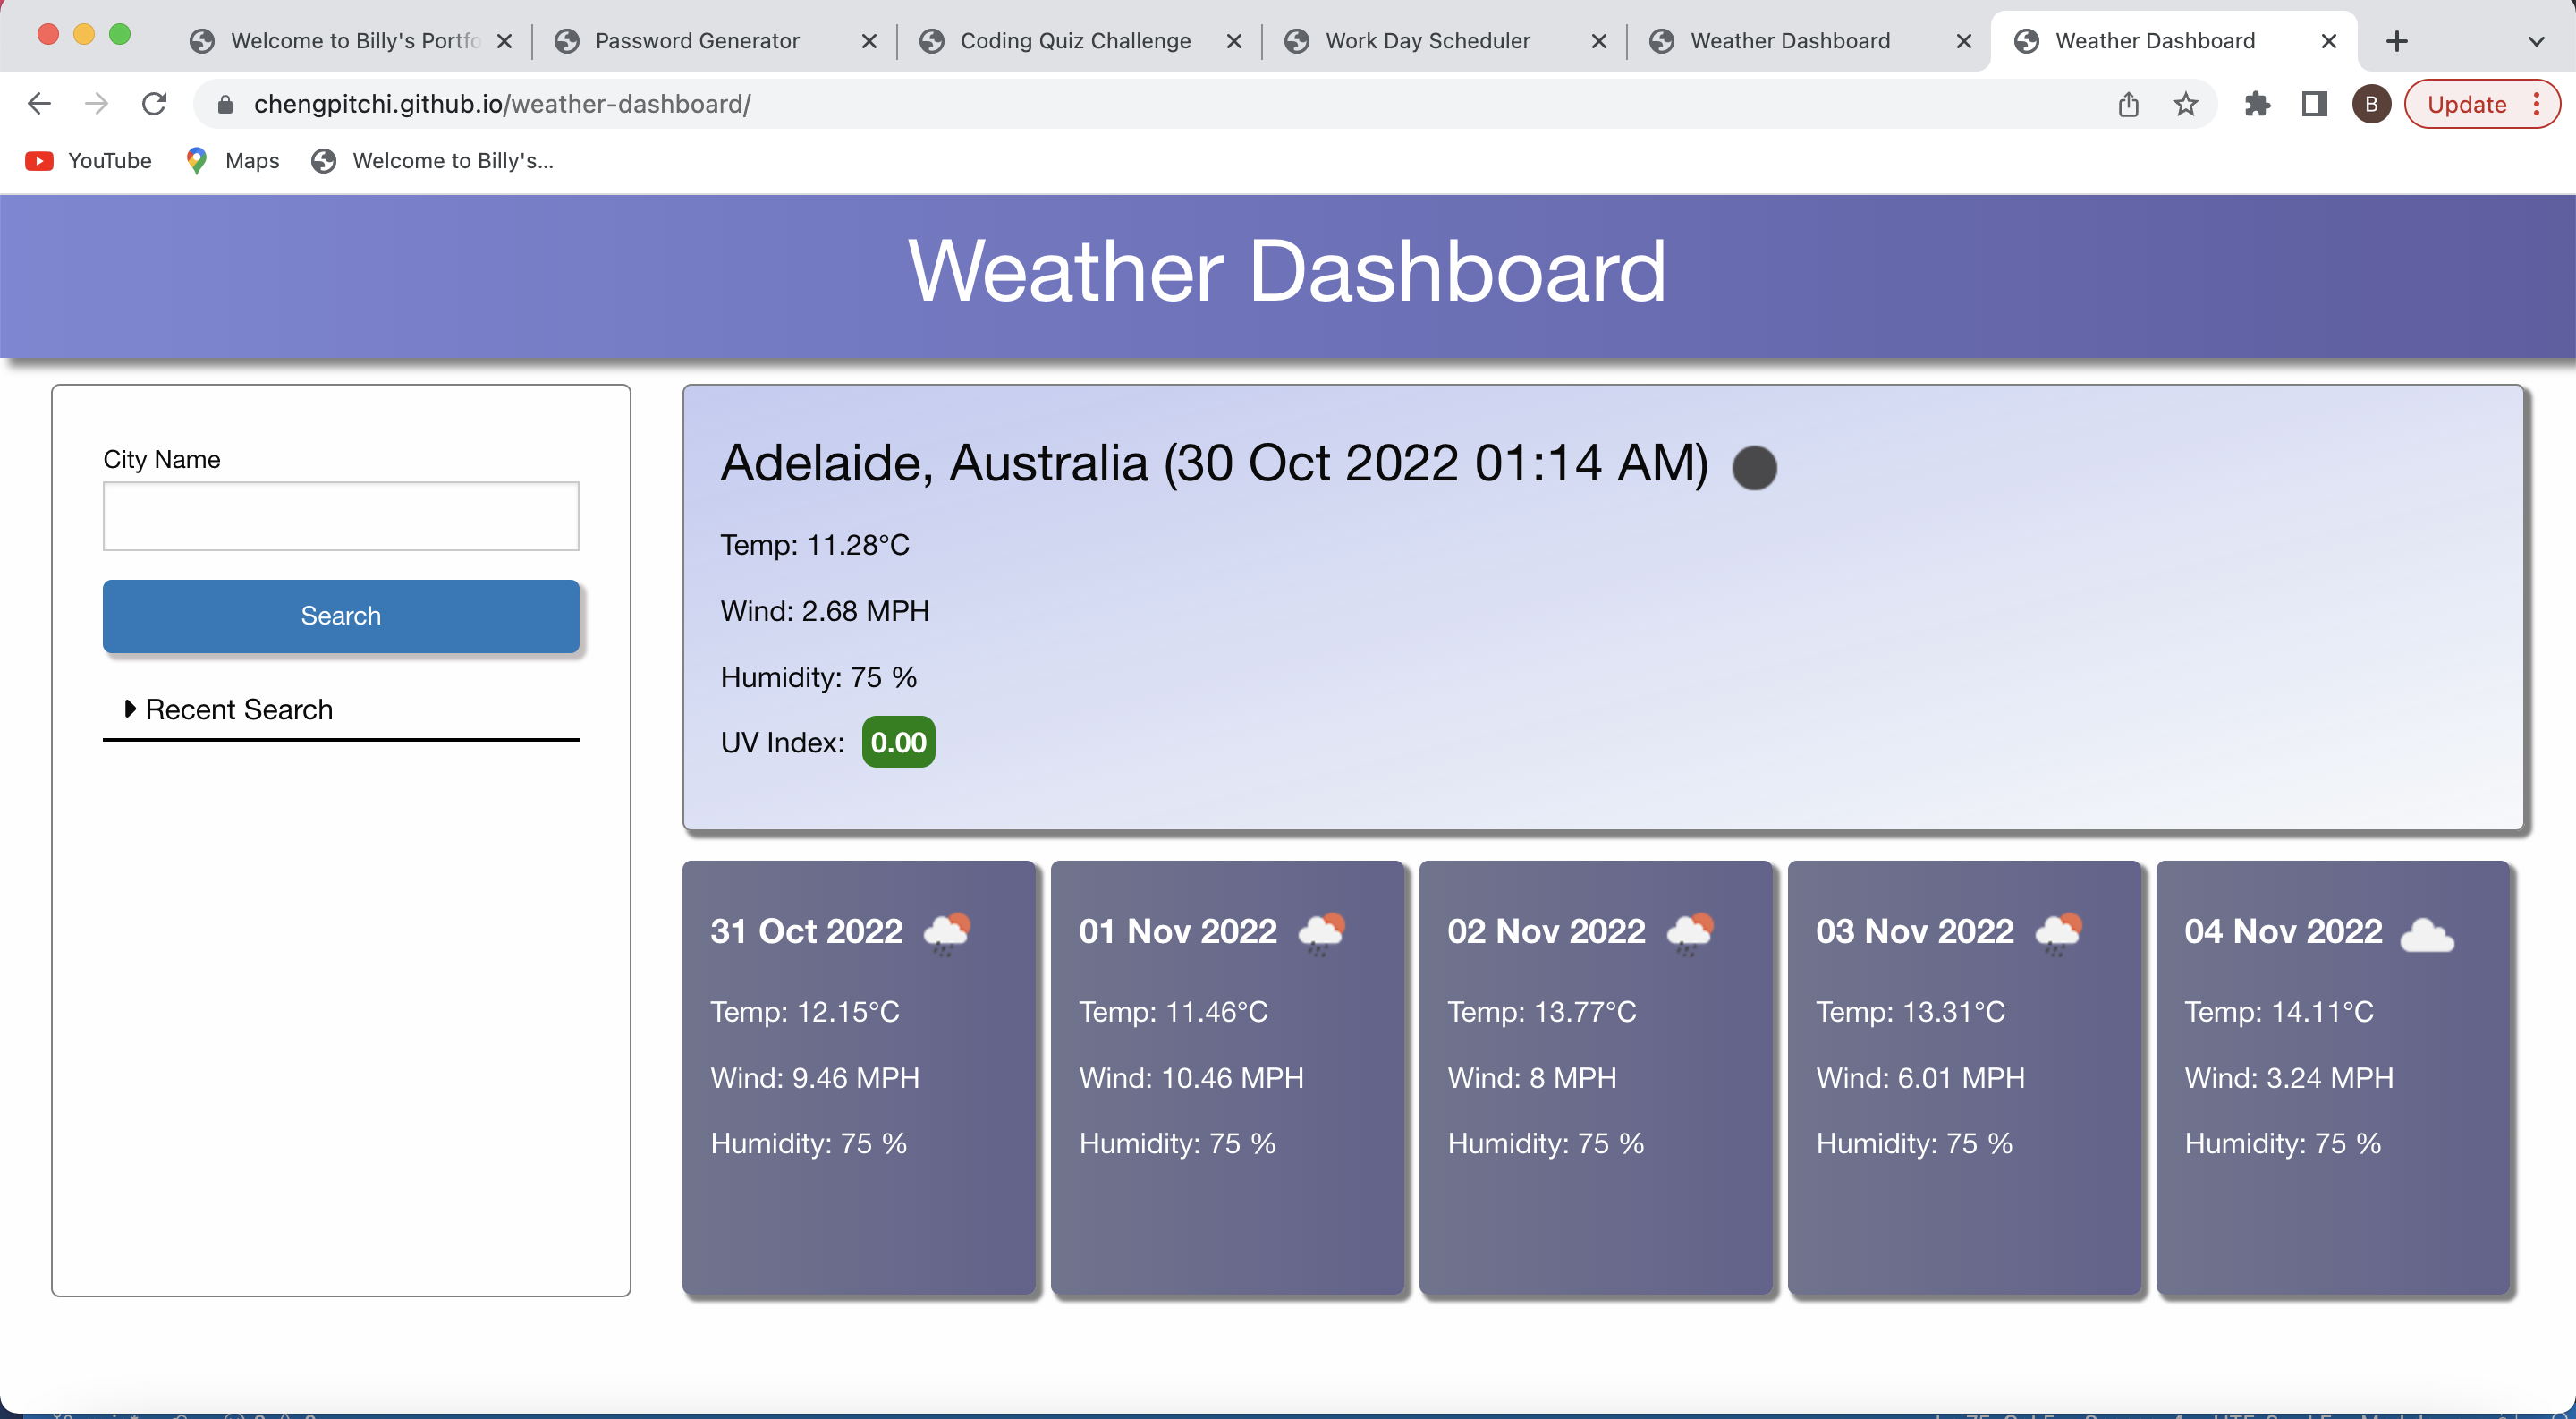 Welcome to Billy's Portfo
Password Generator
Coding Quiz Challenge
Work Day Scheduler
Weather Dashboard
Weather Dashboard
chengpitchi.github.io/weather-dashboard/
B
Update
YouTube
Maps
Welcome to Billy's...
Weather Dashboard
City Name
Search
Recent Search
Adelaide, Australia (30 Oct 2022 01:14 AM)
Temp: 11.28°C
Wind: 2.68 MPH
Humidity: 75 %
UV Index: 0.00
31 Oct 2022
Temp: 12.15°C
Wind: 9.46 MPH
Humidity: 75 %
01 Nov 2022
Temp: 11.46°C
Wind: 10.46 MPH
Humidity: 75 %
02 Nov 2022
Temp: 13.77°C
Wind: 8 MPH
Humidity: 75 %
03 Nov 2022
Temp: 13.31°C
Wind: 6.01 MPH
Humidity: 75 %
04 Nov 2022
Temp: 14.11°C
Wind: 3.24 MPH
Humidity: 75 %